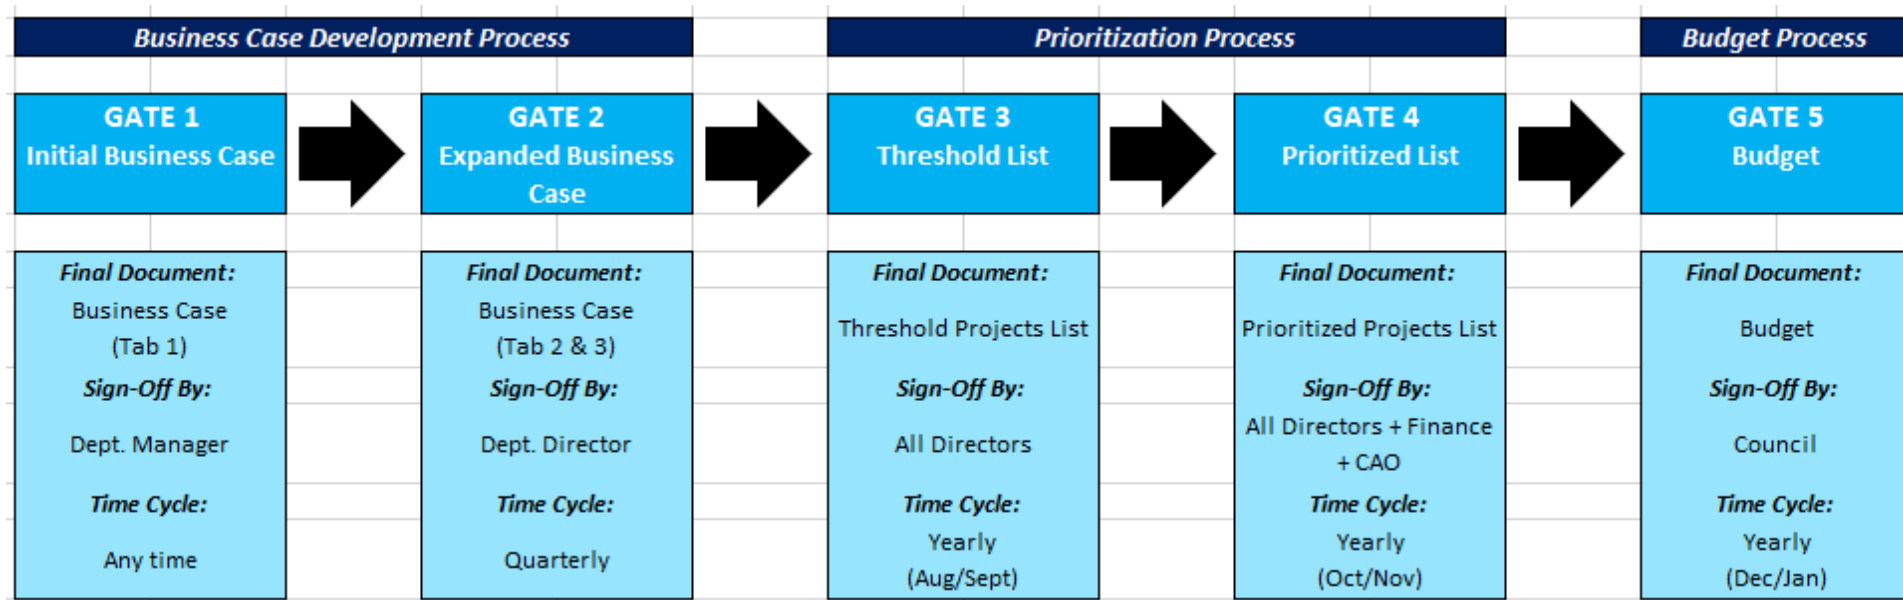 Business Case Development Process
Prioritization Process
Budget Process
GATE 1
Initial Business Case
GATE 2
Expanded Business
Case
GATE 3
Threshold List
GATE 4
Prioritized List
GATE 5
Budget
Final Document:
Business Case
(Tab 1)
Sign-Off By:
Dept. Manager
Time Cycle:
Any time
Final Document:
Business Case
(Tab 2 & 3)
Sign-Off By:
Dept. Director
Time Cycle:
Quarterly
Final Document:
Threshold Projects List
Sign-Off By:
All Directors
Time Cycle:
Yearly
(Aug/Sept)
Final Document:
Prioritized Projects List
Sign-Off By:
All Directors + Finance
+ CAO
Time Cycle:
Yearly
(Oct/Nov)
Final Document:
Budget
Sign-Off By:
Council
Time Cycle:
Yearly
(Dec/Jan)